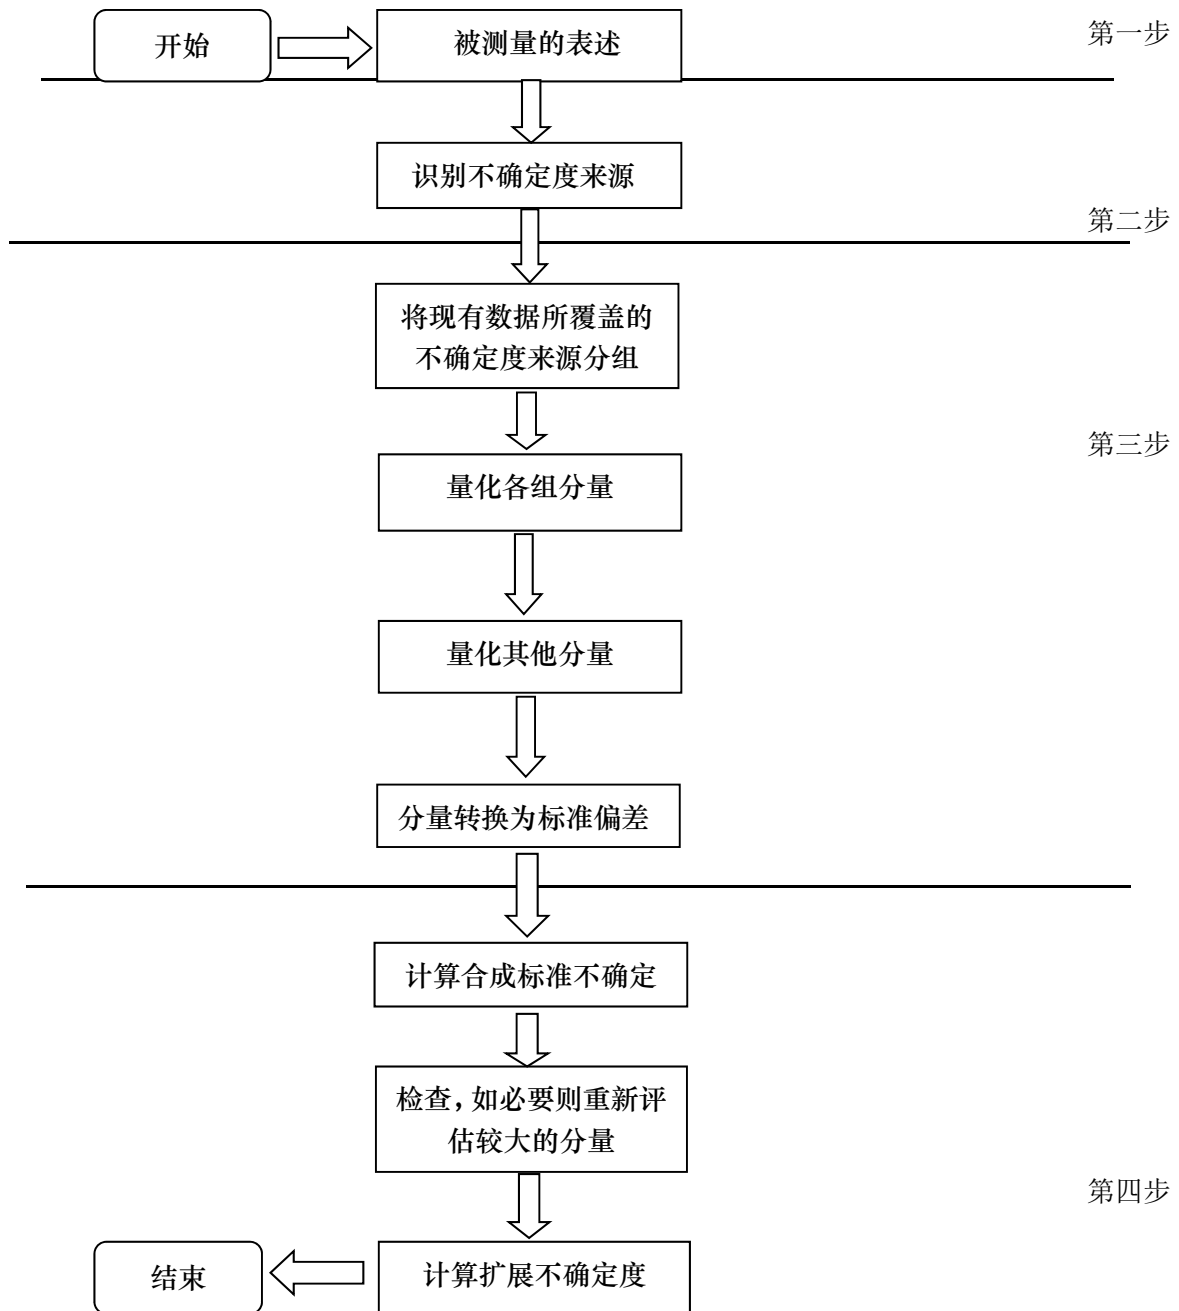 开始
被测量的表述
第一步
识别不确定度来源
第二步
将现有数据所覆盖的
不确定度来源分组
第三步
量化各组分量
量化其他分量
分量转换为标准偏差
计算合成标准不确定
检查，如必要则重新评
估较大的分量
第四步
计算扩展不确定度
结束